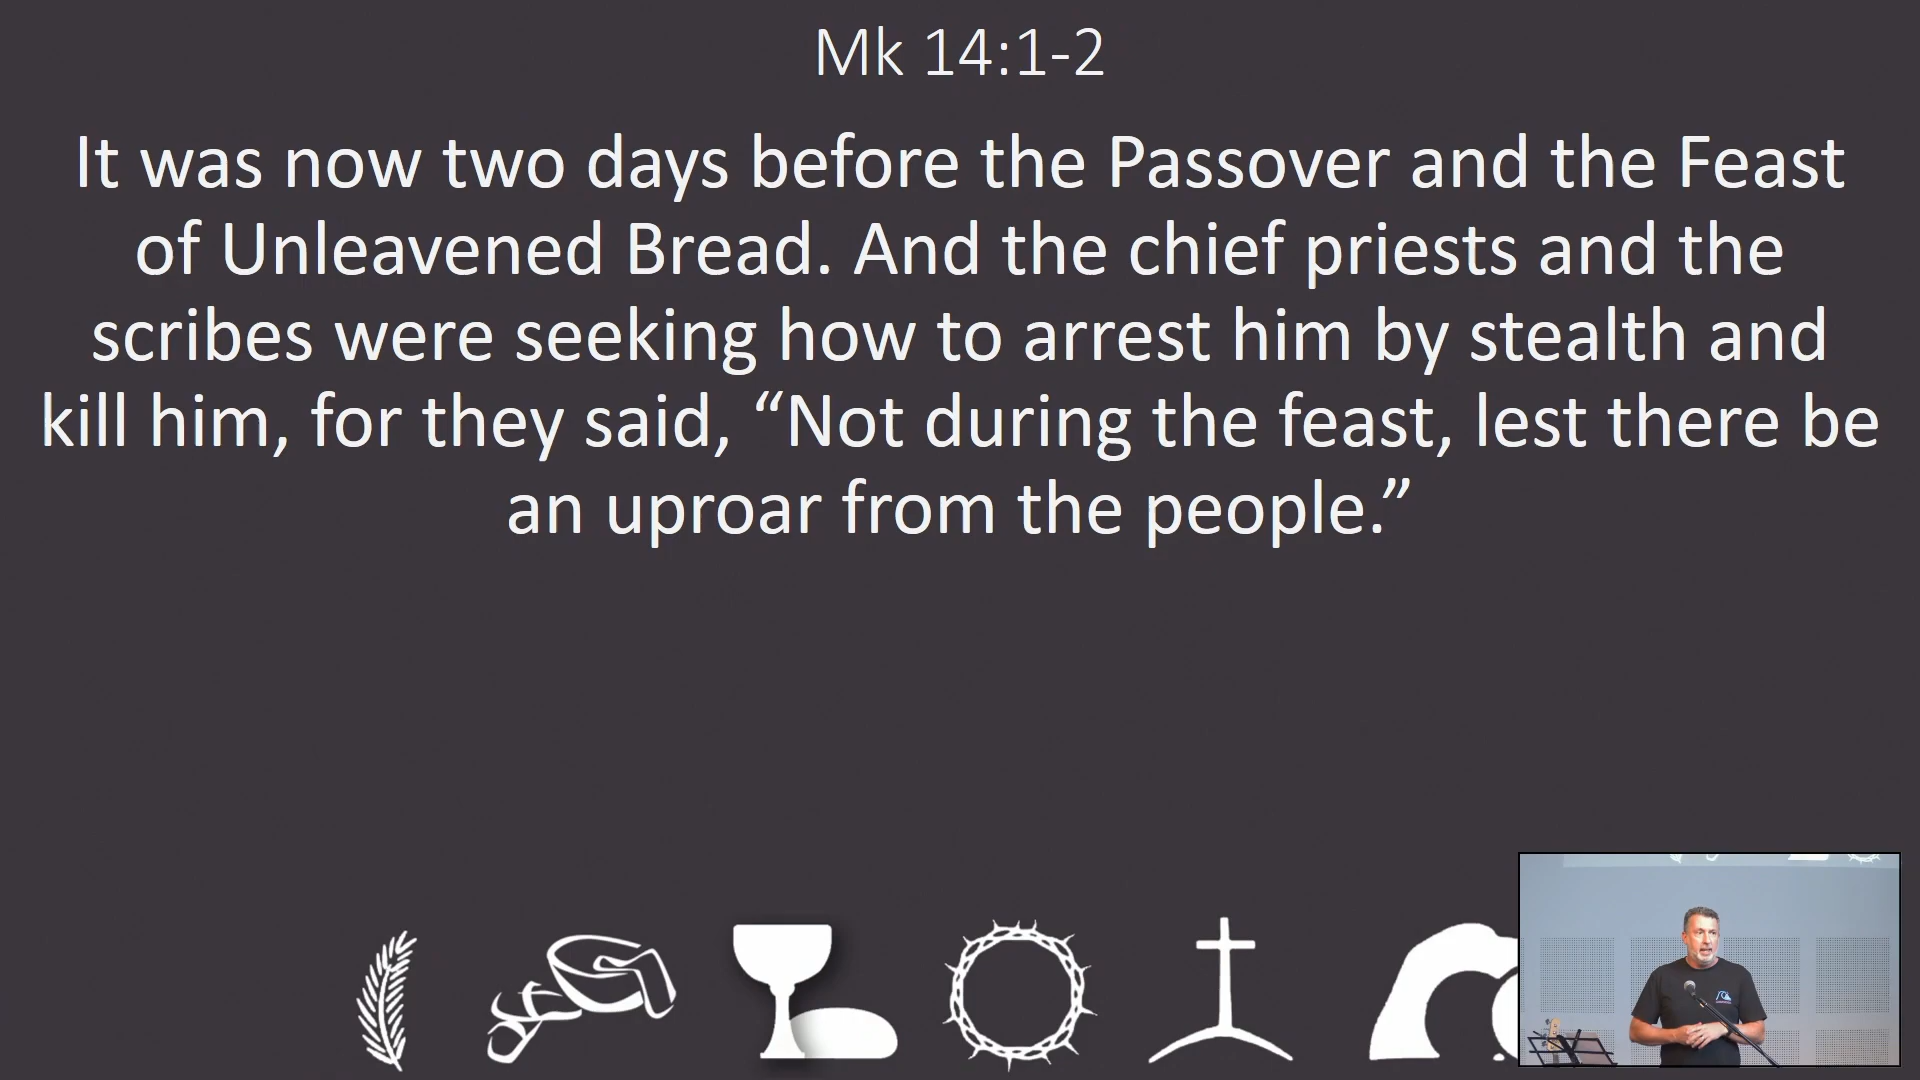 Mk 14:1-2
It was now two days before the Passover and the Feast
of Unleavened Bread. And the chief priests and the
scribes were seeking how to arrest him by stealth and
kill him, for they said, “Not during the feast, lest there be
an uproar from the people.”